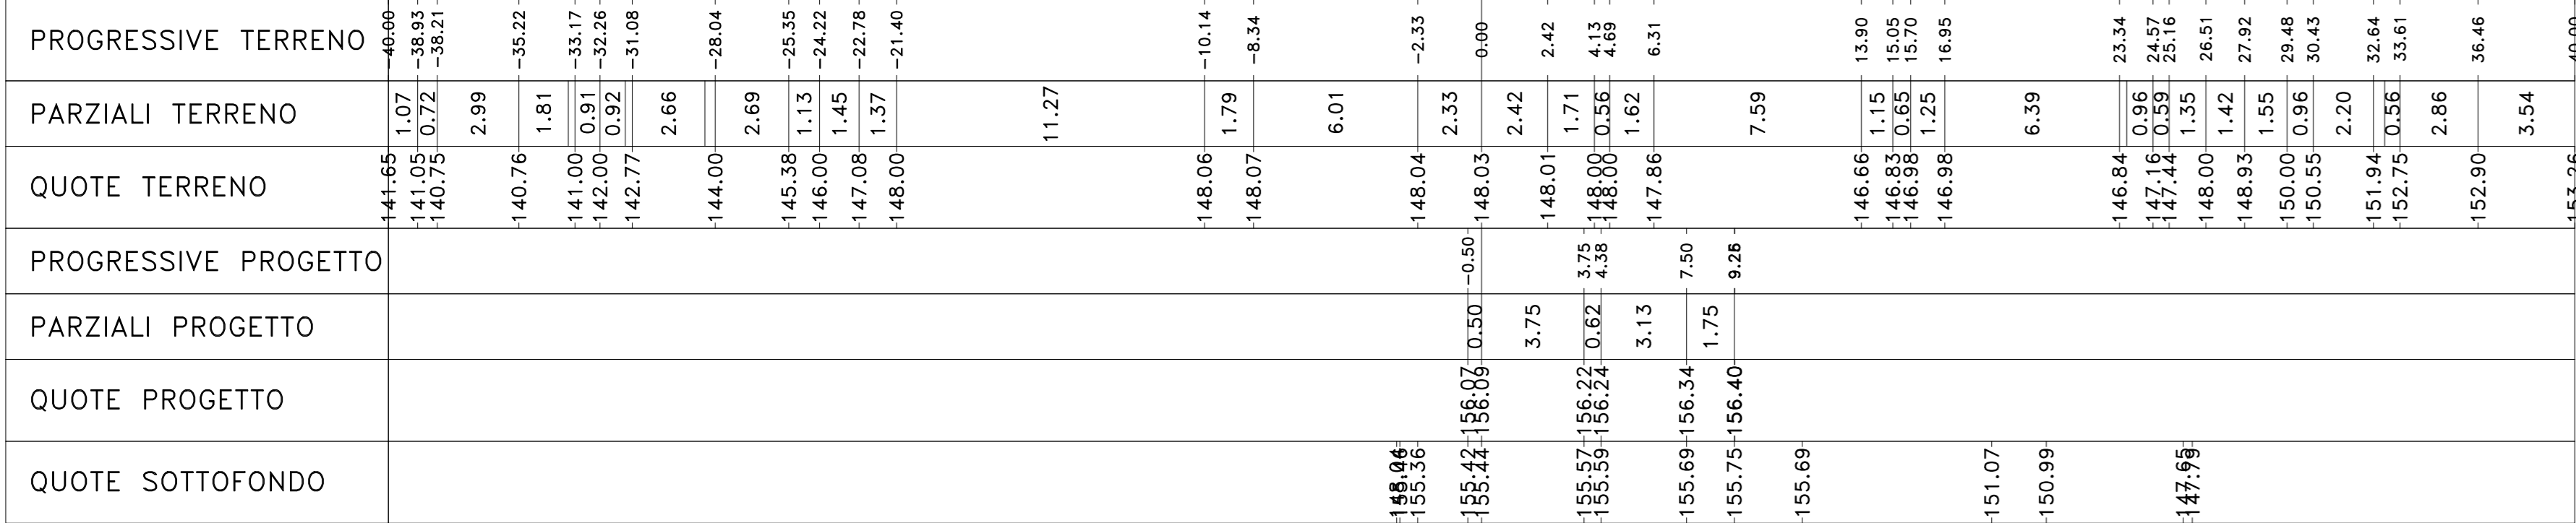 PROGRESSIVE TERRENO -40.00 -38.93 -38.21 -35.22 -33.17 -32.26 -31.08 -28.04 -25.35 -24.22 -22.78 -21.40 -10.14 -8.34 -2.33 0.00 2.42 4.13 4.69 6.31 13.90 15.05 15.70 16.95 23.34 24.57 25.16 26.51 27.92 29.48 30.43 32.64 33.61 36.46
PARZIALI TERRENO 1.07 0.72 2.99 1.81 0.91 0.92 2.66 2.69 1.13 1.45 1.37 11.27 1.79 6.01 2.33 2.42 1.71 0.56 1.62 7.59 1.15 0.65 1.25 6.39 0.96 0.59 1.35 1.42 1.55 0.96 2.20 0.56 2.86 3.54
QUOTE TERRENO 141.65 141.05 140.75 140.76 141.00 142.00 142.77 144.00 145.38 146.00 147.08 148.00 148.06 148.07 148.04 148.03 148.01 148.00 148.00 147.86 146.66 146.83 146.98 146.98 146.84 147.16 147.44 148.00 148.93 150.00 150.55 151.94 152.75 152.90
PROGRESSIVE PROGETTO -0.50 3.75 4.38 7.50
PARZIALI PROGETTO 0.50 3.75 0.62 3.13 1.75
QUOTE PROGETTO 156.07 156.09 156.22 156.24 156.34 156.40
QUOTE SOTTOFONDO 155.36 155.42 155.44 155.57 155.59 155.69 155.75 155.69 151.07 150.99 147.65 147.79